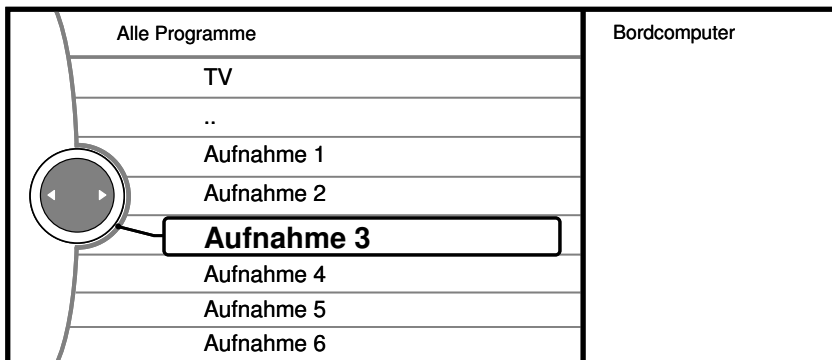 Alle Programme
TV
..
Aufnahme 1
Aufnahme 2
Aufnahme 3
Aufnahme 4
Aufnahme 5
Aufnahme 6
Bordcomputer